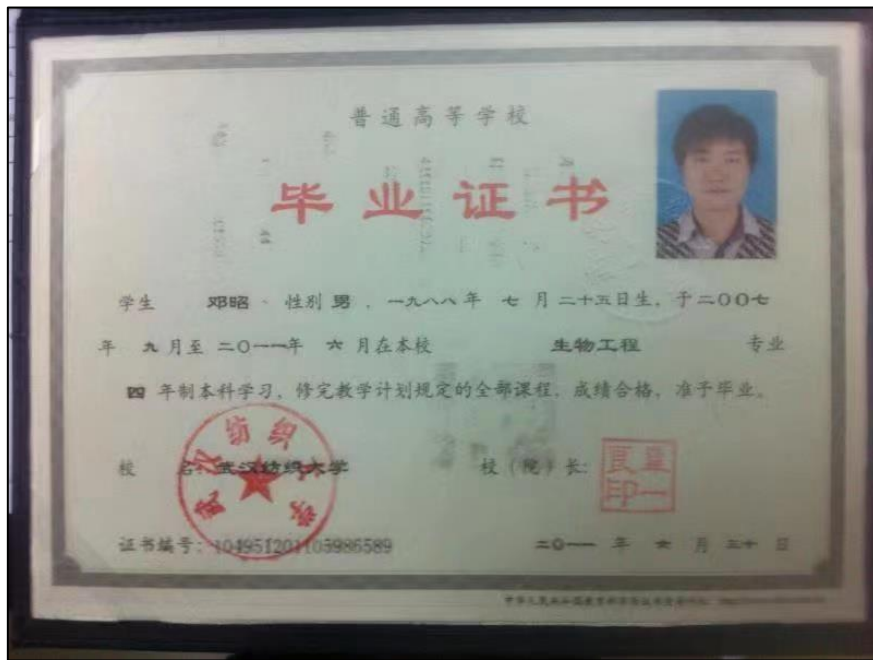 普通高等学校
毕业证书
学生 邓昭 、 性别 男 ，一九八八年 七 月二十五日生，于二〇〇七
年 九 月至 二〇一一年 六 月在本校 生物工程 专业
四 年制本科学习，修完教学计划规定的全部课程，成绩合格，准予毕业。
校 名：武汉纺织大学 校（院）长：
证书编号：104951201105986589 二〇一一 年 六 月 三十 日